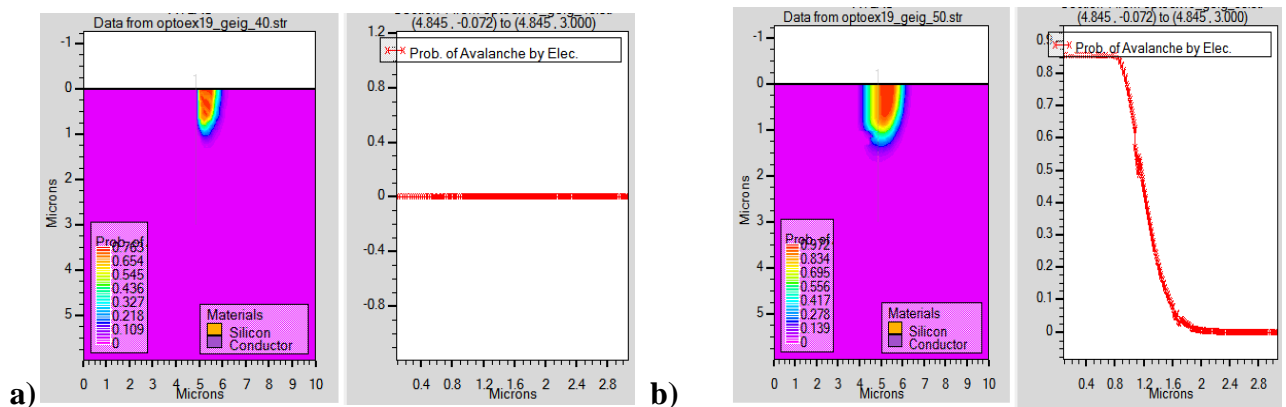 Data from optoex19_geig_40.str
(4.845 , -0.072) to (4.845 , 3.000)
Prob. of Avalanche by Elec.
-1
0
1
2
3
4
5
Microns
Prob. of
0.763
0.654
0.545
0.436
0.327
0.218
0.109
0
Materials
Silicon
Conductor
0 1 2 3 4 5 6 7 8 9 10
Microns
1.2
0.8
0.4
0
-0.4
-0.8
0.4 0.8 1.2 1.6 2 2.4 2.8
Microns
a)
Data from optoex19_geig_50.str
(4.845 , -0.072) to (4.845 , 3.000)
Prob. of Avalanche by Elec.
-1
0
1
2
3
4
5
Microns
Prob. of
0.972
0.834
0.695
0.556
0.417
0.278
0.139
0
Materials
Silicon
Conductor
0 1 2 3 4 5 6 7 8 9 10
Microns
0.8
0.7
0.6
0.5
0.4
0.3
0.2
0.1
0
0.4 0.8 1.2 1.6 2 2.4 2.8
Microns
b)